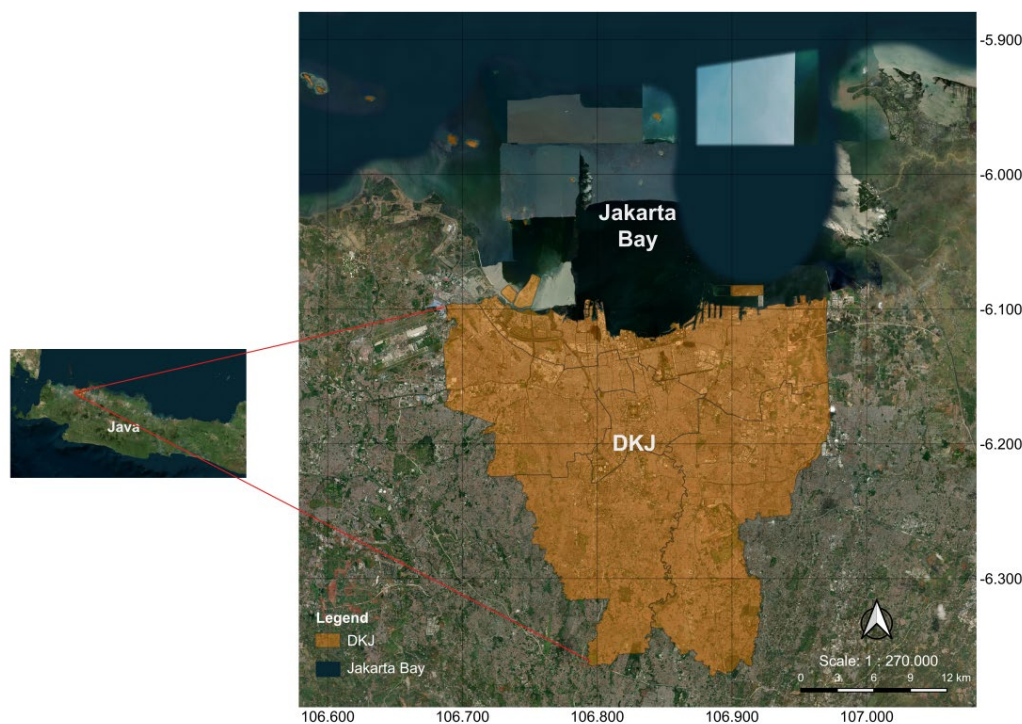 -5.900
-6.000
Jakarta
Bay
-6.100
Java
DKJ
-6.200
-6.300
Legend
DKJ
Jakarta Bay
Scale: 1 : 270.000
0 3 6 9 12 km
106.600 106.700 106.800 106.900 107.000